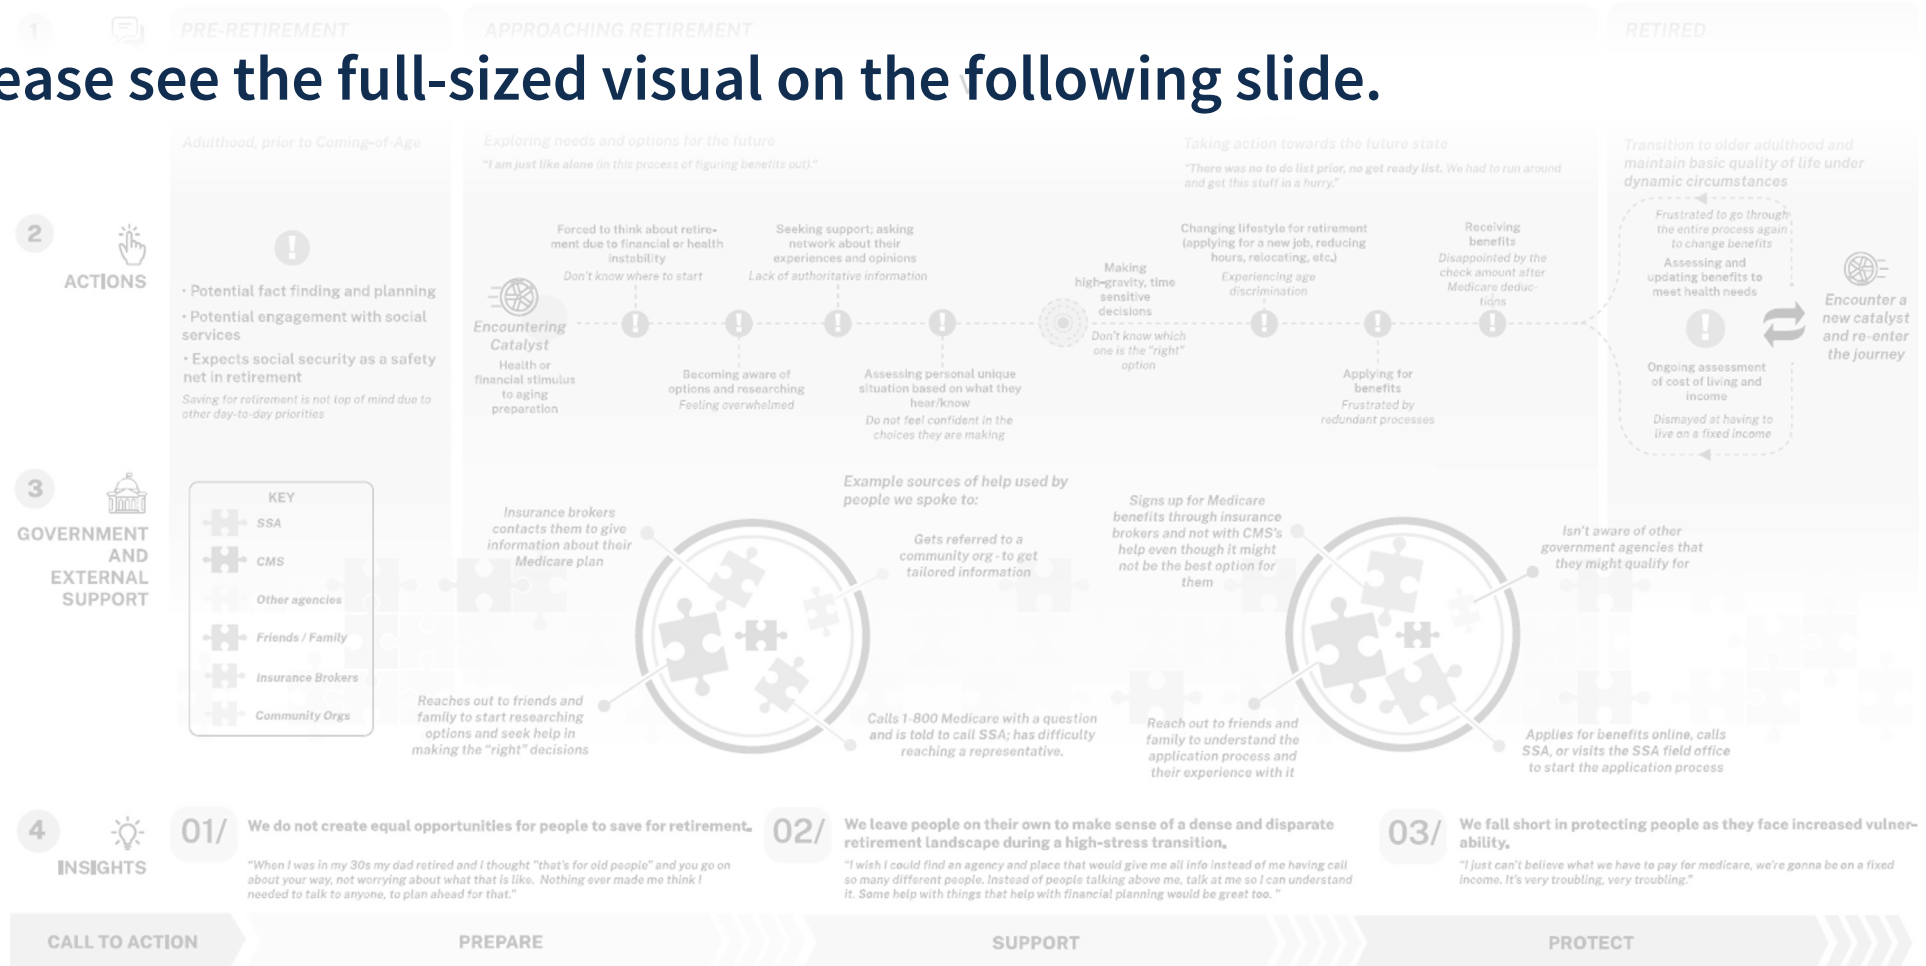 1
PRE-RETIREMENT
APPROACHING RETIREMENT
RETIRED
ease see the full-sized visual on the following slide.
Adulthood, prior to Coming-of-Age
Exploring needs and options for the future
"I am just like alone (in this process of figuring benefits out)."
Taking action towards the future state
"There was no to do list prior, no get ready list. We had to run around
and get this stuff in a hurry."
Transition to older adulthood and
maintain basic quality of life under
dynamic circumstances
2
ACTIONS
• Potential fact finding and planning
• Potential engagement with social
services
• Expects social security as a safety
net in retirement
Saving for retirement is not top of mind due to
other day-to-day priorities
Encountering
Catalyst
Health or
financial stimulus
to aging
preparation
Forced to think about retire-
ment due to financial or health
instability
Don't know where to start
Becoming aware of
options and researching
Feeling overwhelmed
Seeking support; asking
network about their
experiences and opinions
Lack of authoritative information
Assessing personal unique
situation based on what they
hear/know
Do not feel confident in the
choices they are making
Making
high-gravity, time
sensitive
decisions
Don't know which
one is the "right"
option
Changing lifestyle for retirement
(applying for a new job, reducing
hours, relocating, etc.)
Experiencing age
discrimination
Applying for
benefits
Frustrated by
redundant processes
Receiving
benefits
Disappointed by the
check amount after
Medicare deduc-
tions
Frustrated to go through
the entire process again
to change benefits
Assessing and
updating benefits to
meet health needs
Ongoing assessment
of cost of living and
income
Dismayed at having to
live on a fixed income
Encounter a
new catalyst
and re-enter
the journey
3
GOVERNMENT
AND
EXTERNAL
SUPPORT
KEY
SSA
CMS
Other agencies
Friends / Family
Insurance Brokers
Community Orgs
Example sources of help used by
people we spoke to:
Insurance brokers
contacts them to give
information about their
Medicare plan
Gets referred to a
community org - to get
tailored information
Reaches out to friends and
family to start researching
options and seek help in
making the "right" decisions
Calls 1-800 Medicare with a question
and is told to call SSA; has difficulty
reaching a representative.
Signs up for Medicare
benefits through insurance
brokers and not with CMS's
help even though it might
not be the best option for
them
Isn't aware of other
government agencies that
they might qualify for
Reach out to friends and
family to understand the
application process and
their experience with it
Applies for benefits online, calls
SSA, or visits the SSA field office
to start the application process
4
INSIGHTS
01/
We do not create equal opportunities for people to save for retirement.
"When I was in my 30s my dad retired and I thought "that's for old people" and you go on
about your way, not worrying about what that is like. Nothing ever made me think I
needed to talk to anyone, to plan ahead for that."
02/
We leave people on their own to make sense of a dense and disparate
retirement landscape during a high-stress transition.
"I wish I could find an agency and place that would give me all info instead of me having call
so many different people. Instead of people talking above me, talk at me so I can understand
it. Some help with things that help with financial planning would be great too. "
03/
We fall short in protecting people as they face increased vulner-
ability.
"I just can't believe what we have to pay for medicare, we're gonna be on a fixed
income. It's very troubling, very troubling."
CALL TO ACTION
PREPARE
SUPPORT
PROTECT